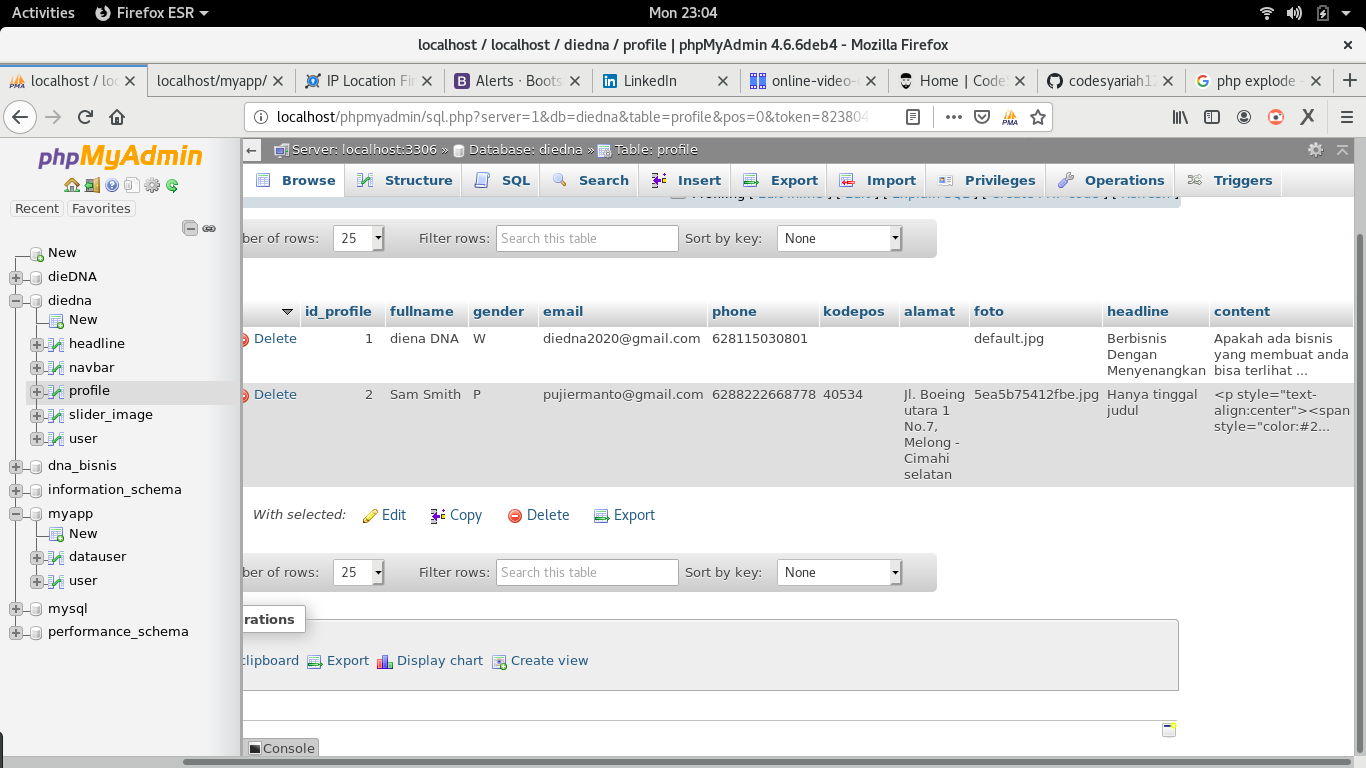 Activities Firefox ESR Mon 23:04
localhost / localhost / diedna / profile | phpMyAdmin 4.6.6deb4 - Mozilla Firefox
localhost / loc localhost/myapp/ IP Location Fin Alerts · Boots LinkedIn online-video- Home | Code codesyariah12 php explode -
localhost/phpmyadmin/sql.php?server=1&db=diedna&table=profile&pos=0&token=823804
phpMyAdmin
Server: localhost:3306 » Database: diedna » Table: profile
Browse Structure SQL Search Insert Export Import Privileges Operations Triggers
Recent Favorites
New
dieDNA
diedna
New
headline
navbar
profile
slider_image
user
dna_bisnis
information_schema
myapp
New
datauser
user
mysql
performance_schema
ber of rows: 25 Filter rows: Search this table Sort by key: None
id_profile fullname gender email phone kodepos alamat foto headline content
Delete 1 diena DNA W diedna2020@gmail.com 628115030801 default.jpg Berbisnis Apakah ada bisnis
Dengan yang membuat anda
Menyenangkan bisa terlihat ...
Delete 2 Sam Smith P pujiermanto@gmail.com 6288222668778 40534 Jl. Boeing 5ea5b75412fbe.jpg Hanya tinggal <p style="text-
utara 1 judul align:center"><span
No.7, style="color:#2...
Melong -
Cimahi
selatan
With selected: Edit Copy Delete Export
ber of rows: 25 Filter rows: Search this table Sort by key: None
rations
clipboard Export Display chart Create view
Console